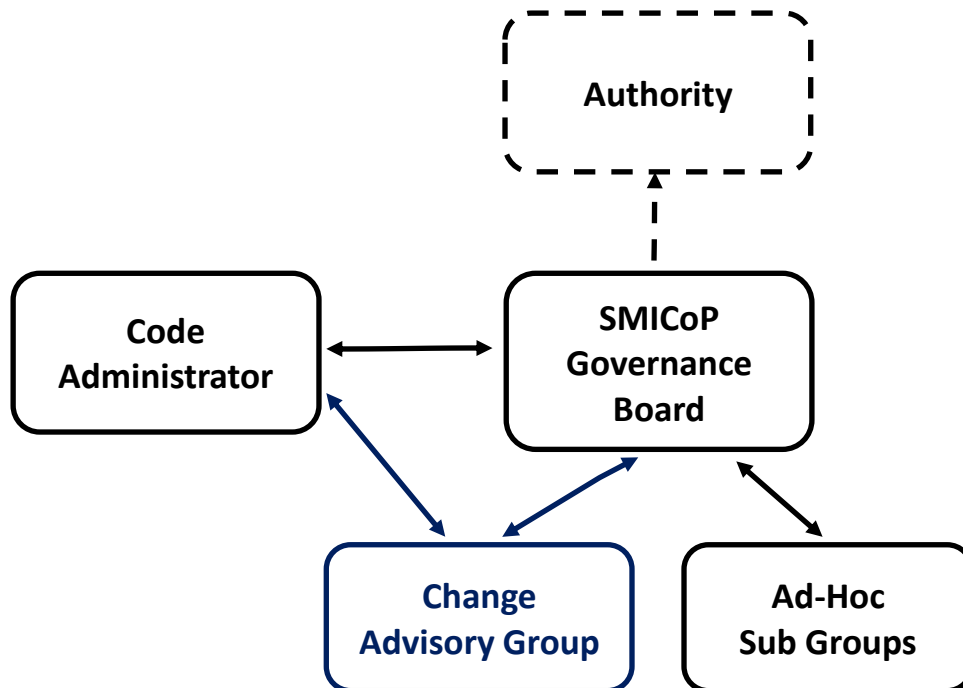 Authority
Code
Administrator
SMICoP
Governance
Board
Change
Advisory Group
Ad-Hoc
Sub Groups